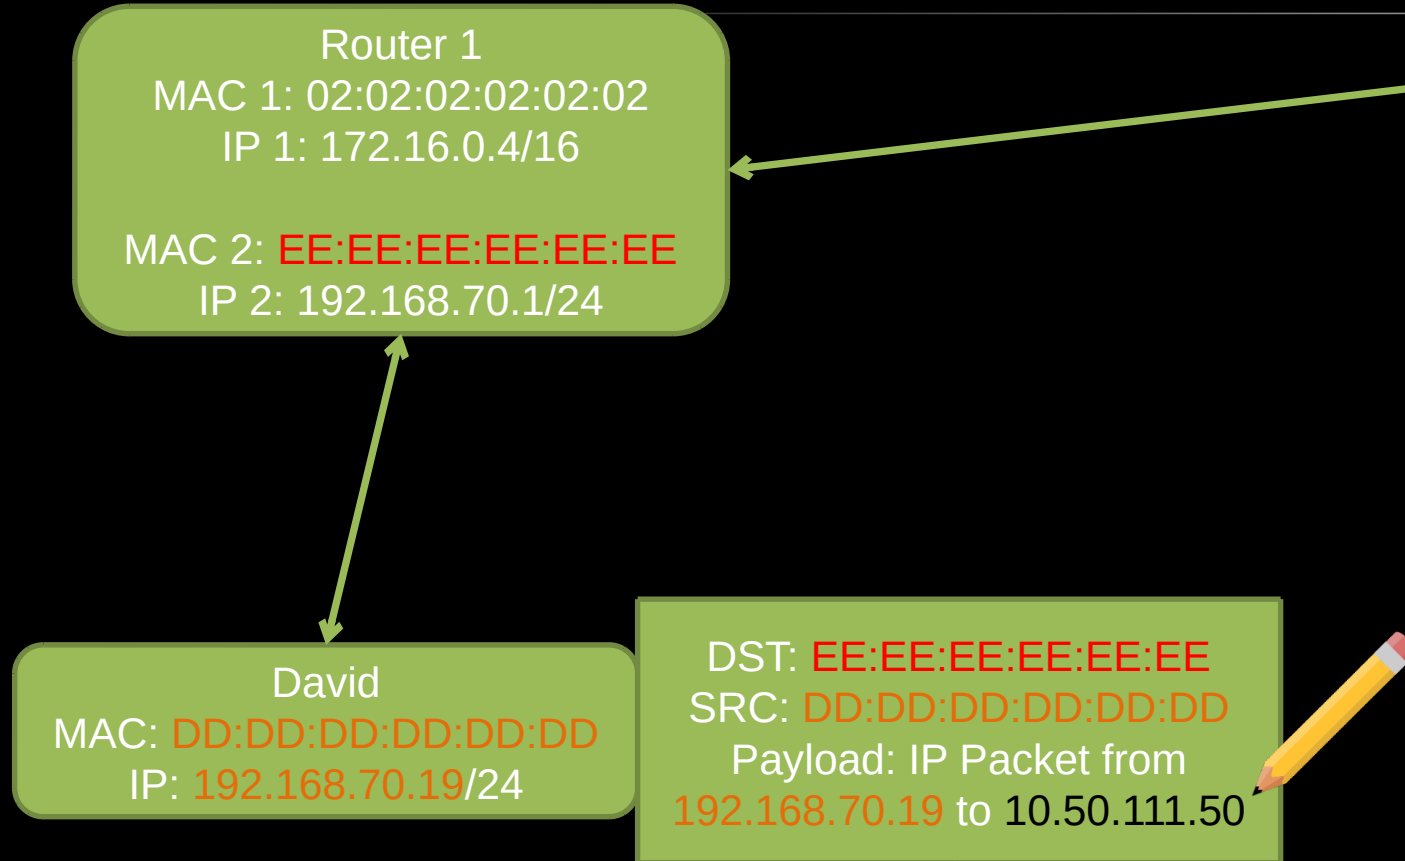 Router 1
MAC 1: 02:02:02:02:02:02
IP 1: 172.16.0.4/16
MAC 2: EE:EE:EE:EE:EE:EE
IP 2: 192.168.70.1/24
David
MAC: DD:DD:DD:DD:DD:DD
IP: 192.168.70.19/24
DST: EE:EE:EE:EE:EE:EE
SRC: DD:DD:DD:DD:DD:DD
Payload: IP Packet from
192.168.70.19 to 10.50.111.50